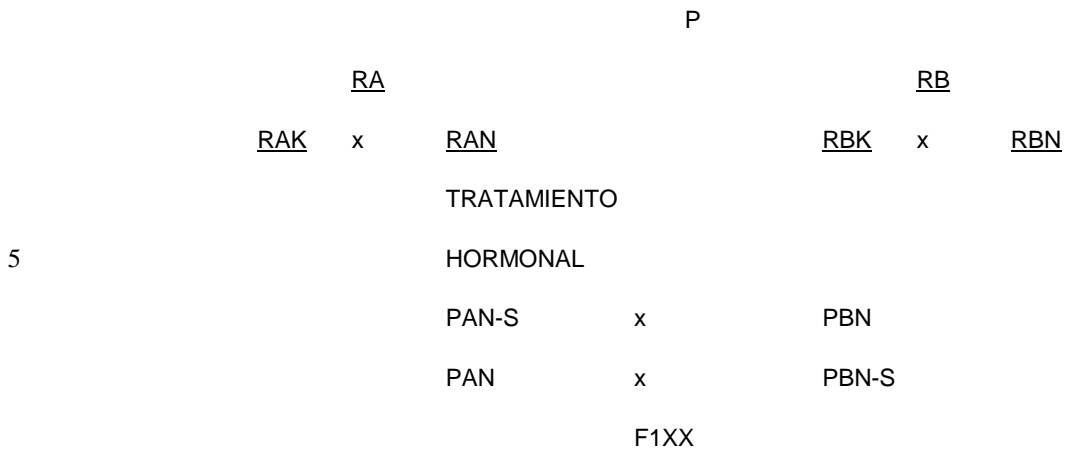 P
RA RB
RAK x RAN RBK x RBN
TRATAMIENTO
5 HORMONAL
PAN-S x PBN
PAN x PBN-S
F1XX